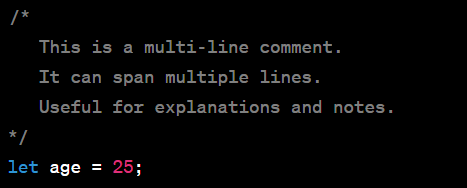 /*
   This is a multi-line comment.
   It can span multiple lines.
   Useful for explanations and notes.
*/
let age = 25;